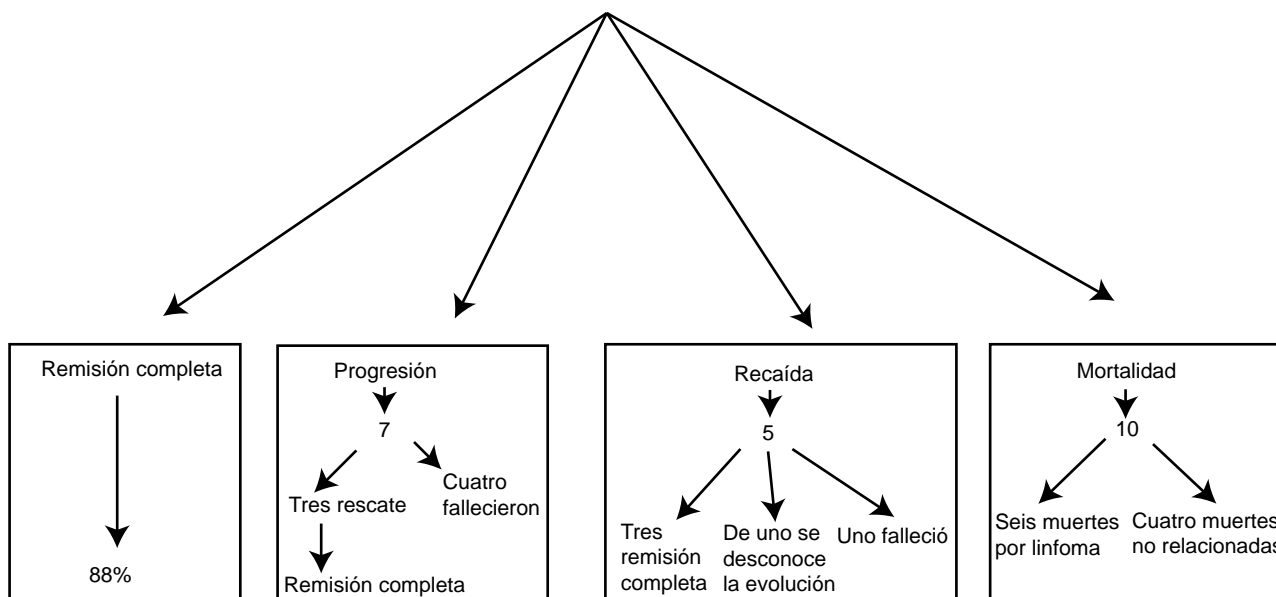 Remisión completa
88%
Progresión
7
Tres rescate
Remisión completa
Cuatro
fallecieron
Recaída
5
Tres
remisión
completa
De uno se
desconoce
la evolución
Uno falleció
Mortalidad
10
Seis muertes
por linfoma
Cuatro muertes
no relacionadas